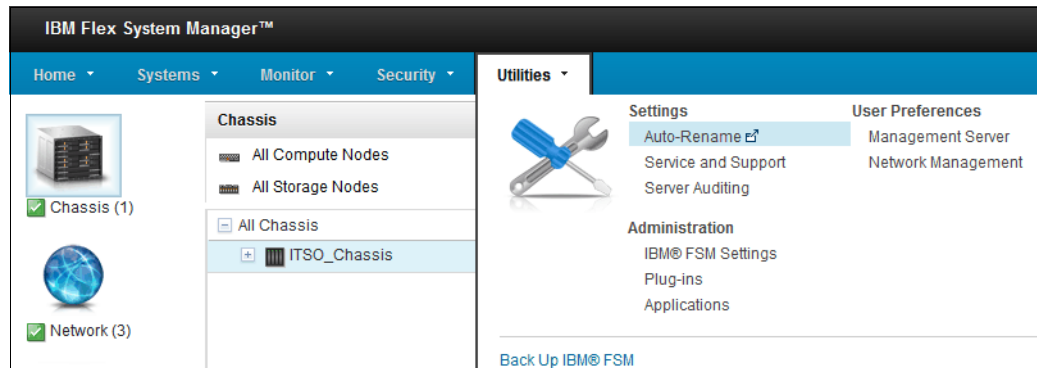 IBM Flex System Manager™
Home Systems Monitor Security Utilities
Chassis (1)
Network (3)
Chassis
All Compute Nodes
All Storage Nodes
All Chassis
ITSO_Chassis
Settings
Auto-Rename
Service and Support
Server Auditing
Administration
IBM® FSM Settings
Plug-ins
Applications
User Preferences
Management Server
Network Management
Back Up IBM® FSM